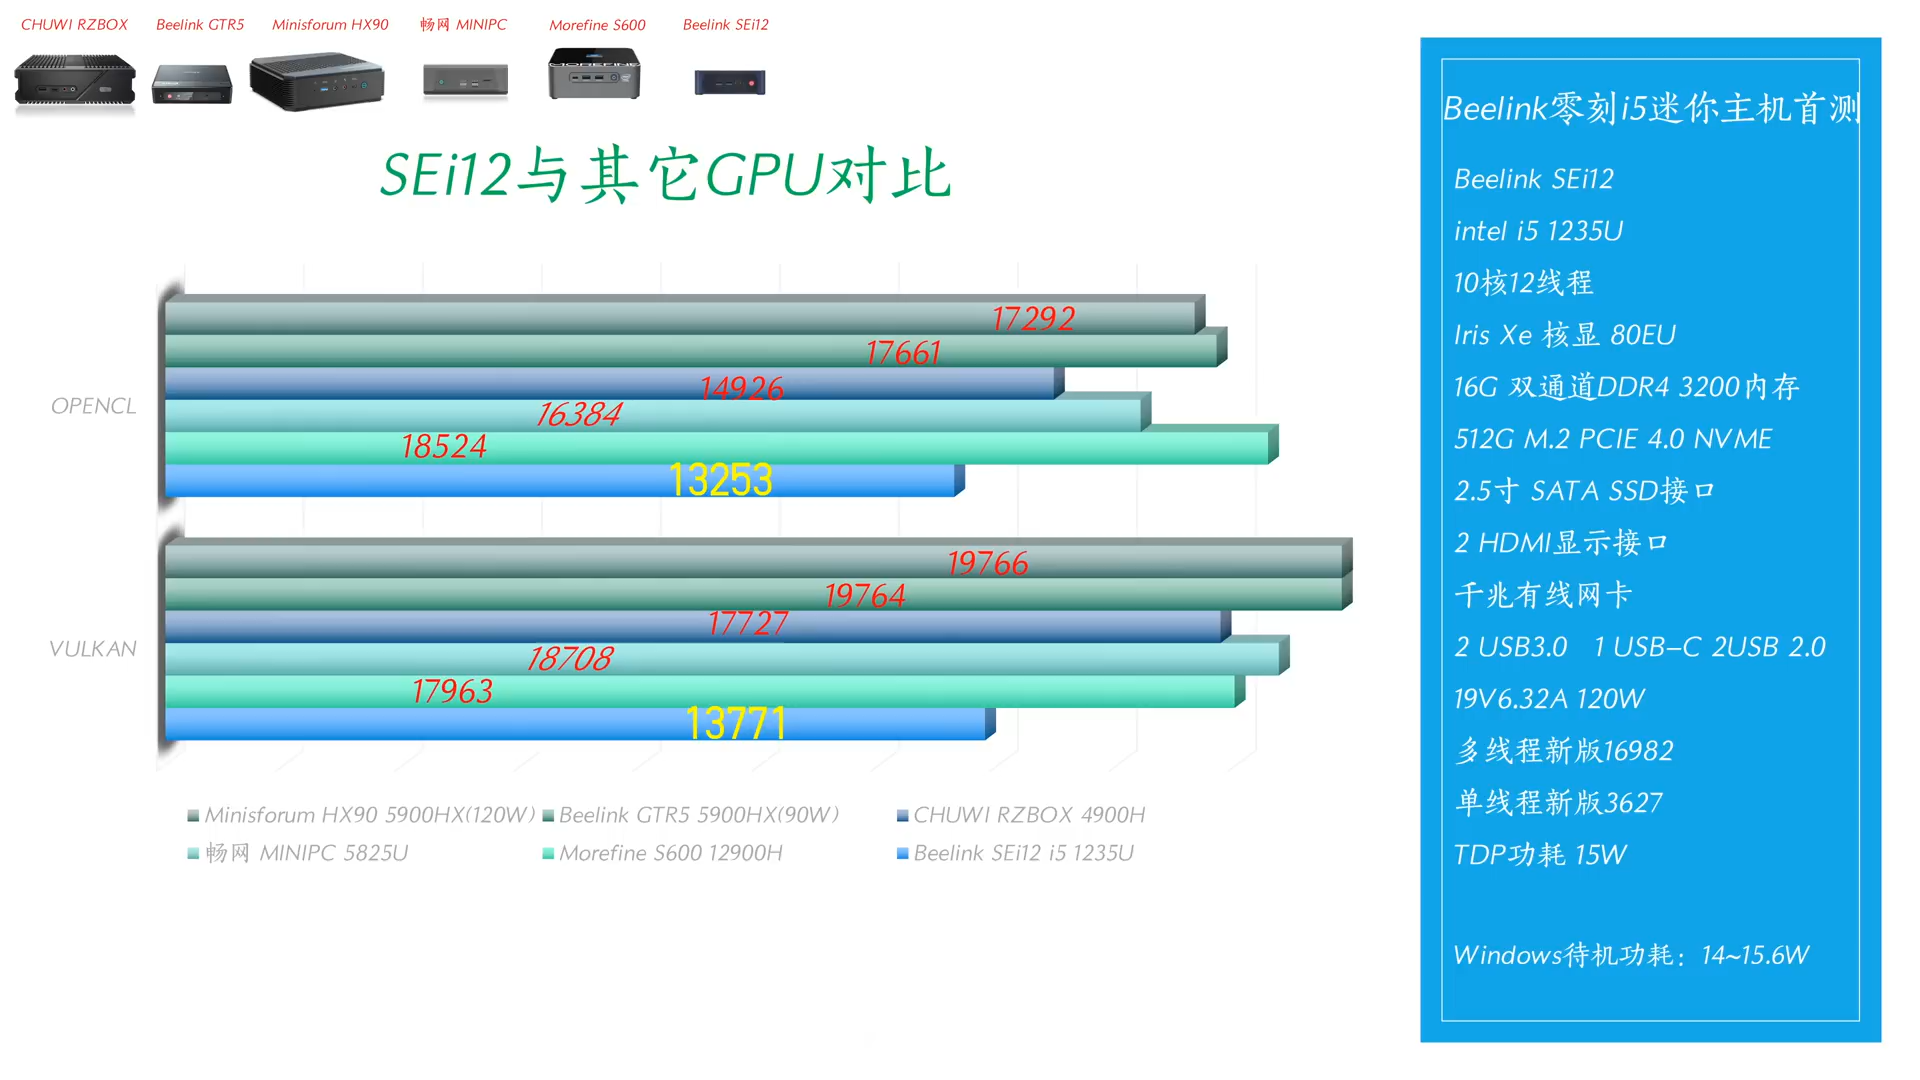 CHUWI RZBOX Beelink GTR5 Minisforum HX90 畅网 MINIPC Morefine S600 Beelink SEi12
SEi12与其它GPU对比
OPENCL
17292
17661
14926
16384
18524
13253
VULKAN
19766
19764
17727
18708
17963
13771
Minisforum HX90 5900HX(120W) Beelink GTR5 5900HX(90W) CHUWI RZBOX 4900H
畅网 MINIPC 5825U Morefine S600 12900H Beelink SEi12 i5 1235U
Beelink零刻i5迷你主机首测
Beelink SEi12
intel i5 1235U
10核12线程
Iris Xe 核显 80EU
16G 双通道DDR4 3200内存
512G M.2 PCIE 4.0 NVME
2.5寸 SATA SSD接口
2 HDMI显示接口
千兆有线网卡
2 USB3.0 1 USB-C 2USB 2.0
19V6.32A 120W
多线程新版16982
单线程新版3627
TDP功耗 15W
Windows待机功耗：14~15.6W